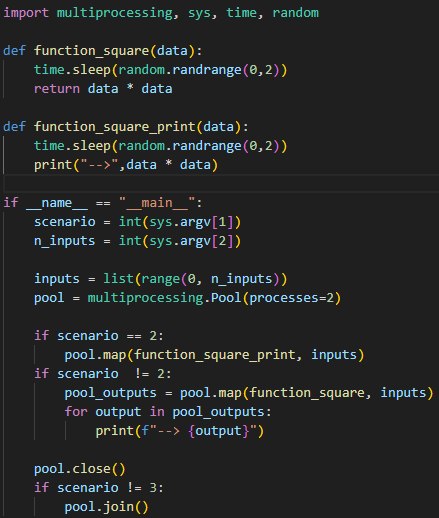 import multiprocessing, sys, time, random

def function_square(data):
    time.sleep(random.randrange(0,2))
    return data * data

def function_square_print(data):
    time.sleep(random.randrange(0,2))
    print("-->",data * data)

if __name__ == "__main__":
    scenario = int(sys.argv[1])
    n_inputs = int(sys.argv[2])

    inputs = list(range(0, n_inputs))
    pool = multiprocessing.Pool(processes=2)

    if scenario == 2:
        pool.map(function_square_print, inputs)
    if scenario  != 2:
        pool_outputs = pool.map(function_square, inputs)
        for output in pool_outputs:
            print(f"--> {output}")

    pool.close()
    if scenario != 3:
        pool.join()